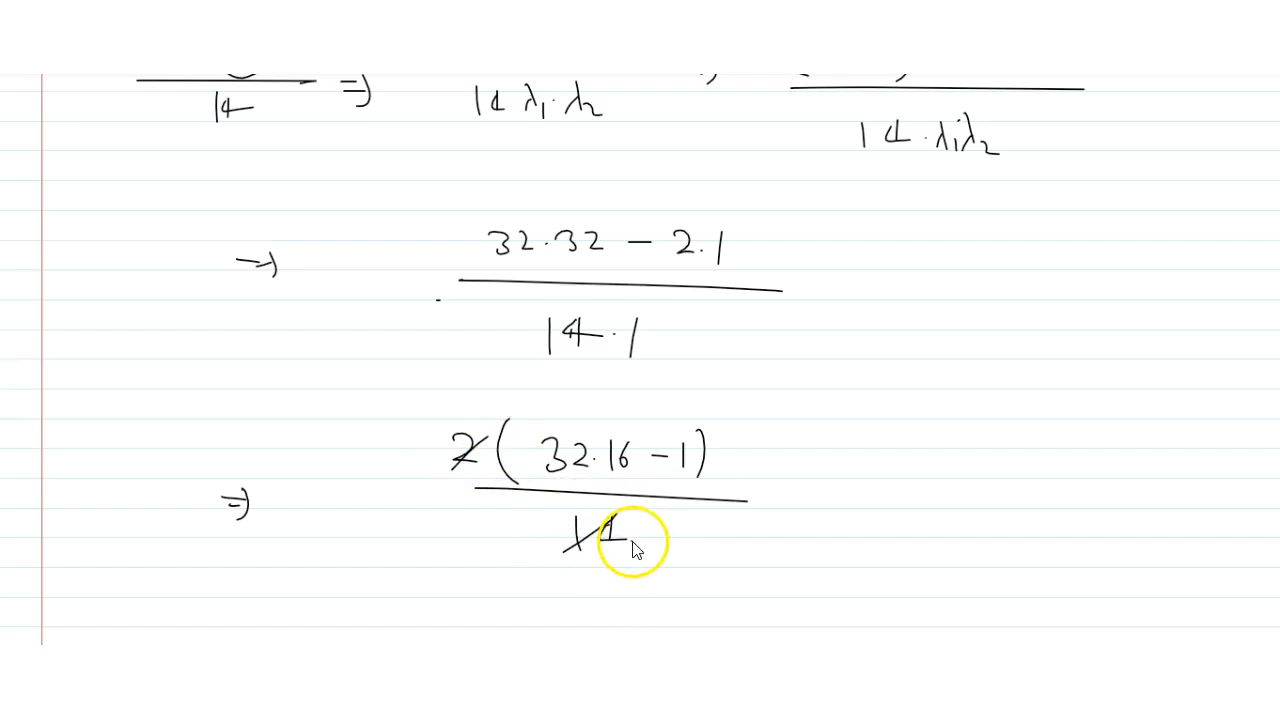 14 ⇒ 14 λ₁·λ₂ , 14·λ₁λ₂
→ 32·32 − 2·1
14·1
⇒ 2(32·16 − 1)
14